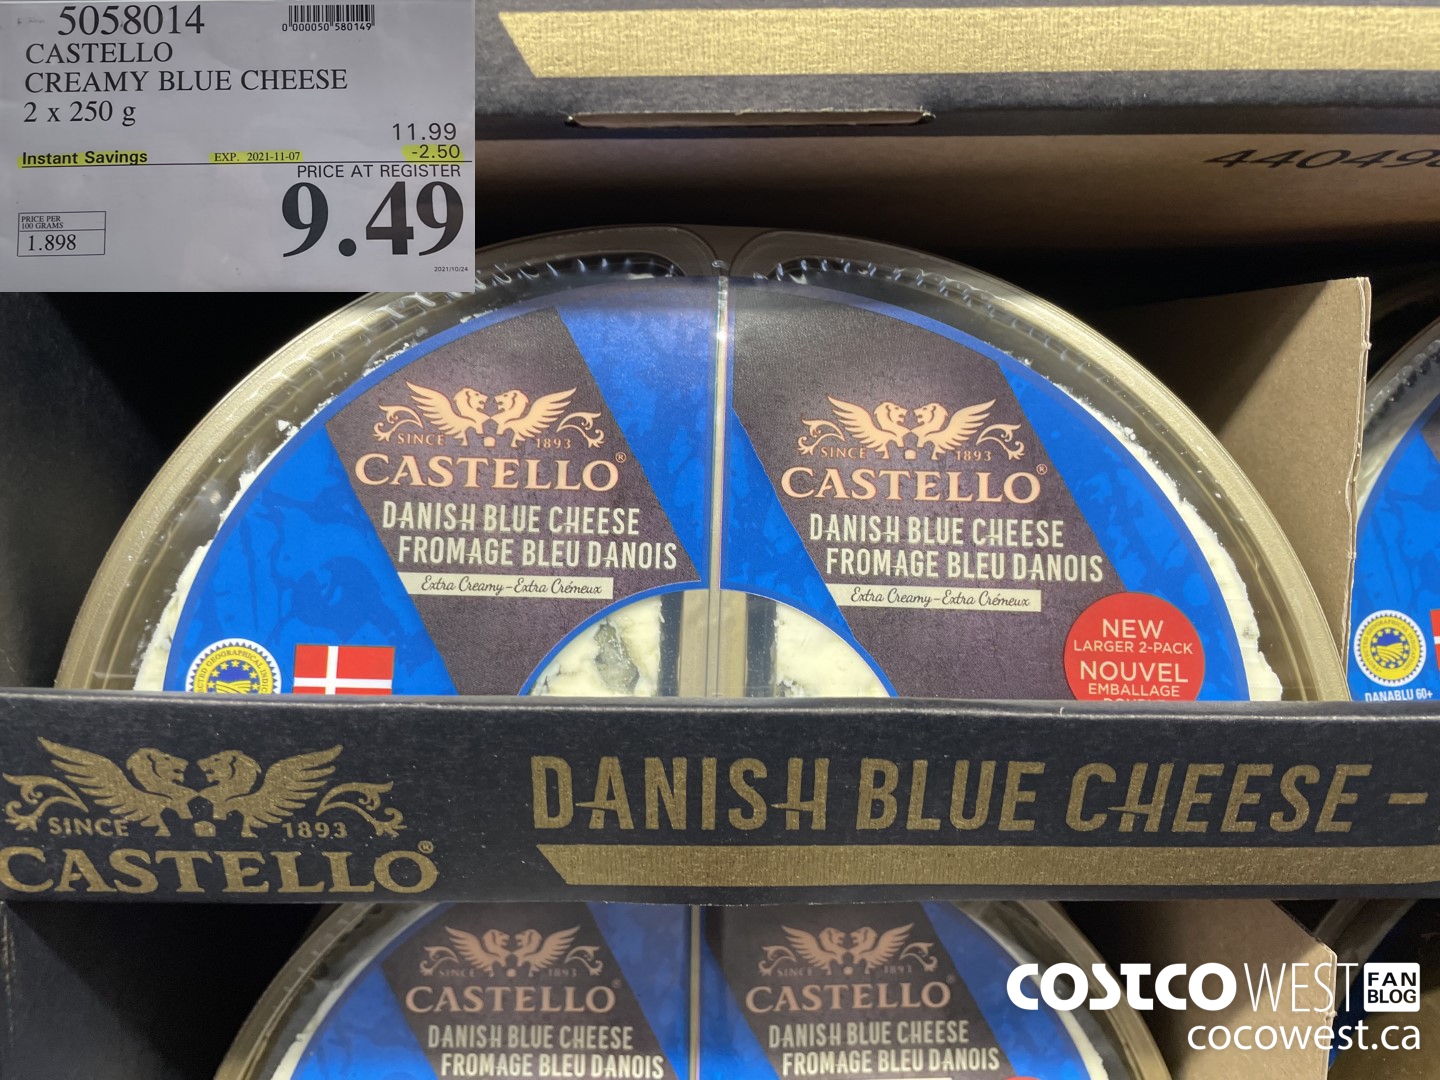 5058014
0"000050"580149"
CASTELLO
CREAMY BLUE CHEESE
2 x 250 g
11.99
Instant Savings EXP. 2021-11-07 -2.50
PRICE AT REGISTER
9.49
PRICE PER
100 GRAMS
1.898
2021/10/24
SINCE 1893
CASTELLO®
DANISH BLUE CHEESE
FROMAGE BLEU DANOIS
Extra Creamy-Extra Crémeux
SINCE 1893
CASTELLO®
DANISH BLUE CHEESE
FROMAGE BLEU DANOIS
Extra Creamy-Extra Crémeux
NEW
LARGER 2-PACK
NOUVEL
EMBALLAGE
DANABLU 60+
SINCE 1893
CASTELLO®
DANISH BLUE CHEESE -
SINCE 1893
CASTELLO
DANISH BLUE CHEESE
FROMAGE BLEU DANOIS
SINCE 1893
CASTELLO
DANISH BLUE CHEESE
FROMAGE BLEU DANOIS
COSTCO WEST FAN BLOG
cocowest.ca